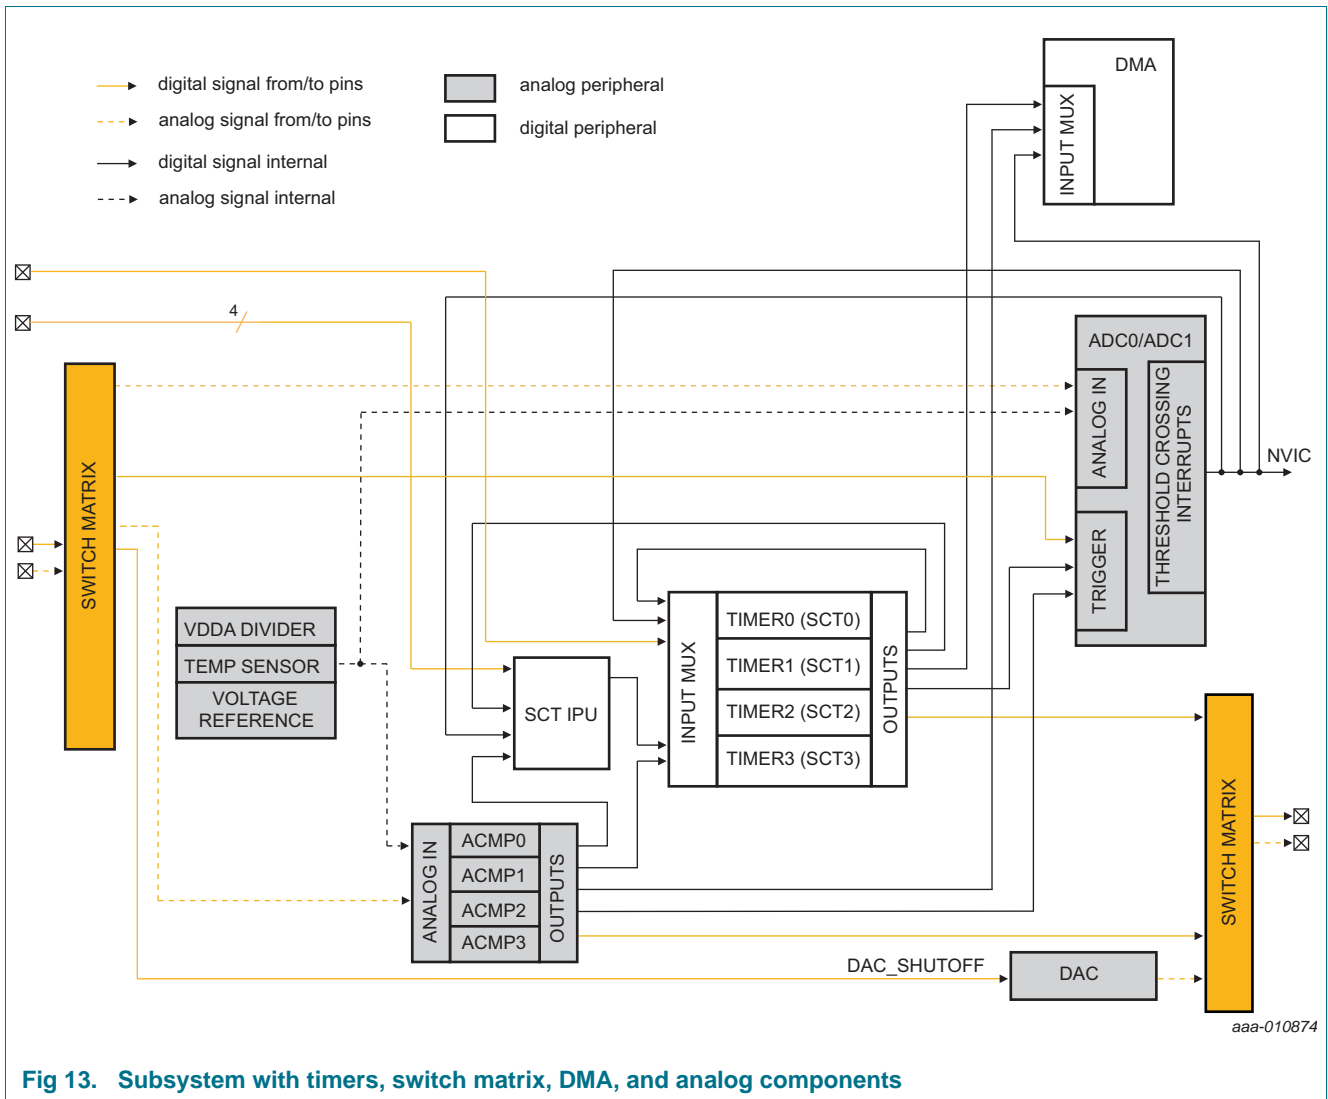 DMA
INPUT MUX
digital signal from/to pins
analog signal from/to pins
digital signal internal
analog signal internal
analog peripheral
digital peripheral
4
ADC0/ADC1
ANALOG IN
THRESHOLD CROSSING
INTERRUPTS
TRIGGER
NVIC
SWITCH MATRIX
VDDA DIVIDER
TEMP SENSOR
VOLTAGE
REFERENCE
SCT IPU
INPUT MUX
TIMER0 (SCT0)
TIMER1 (SCT1)
TIMER2 (SCT2)
TIMER3 (SCT3)
OUTPUTS
ANALOG IN
ACMP0
ACMP1
ACMP2
ACMP3
OUTPUTS
SWITCH MATRIX
DAC_SHUTOFF
DAC
aaa-010874
Fig 13. Subsystem with timers, switch matrix, DMA, and analog components